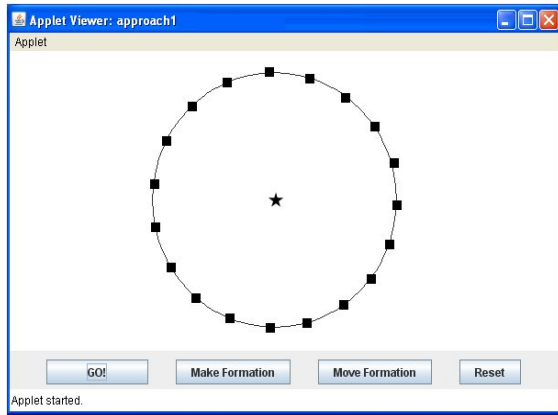 Applet Viewer: approach1
Applet
GO! Make Formation Move Formation Reset
Applet started.